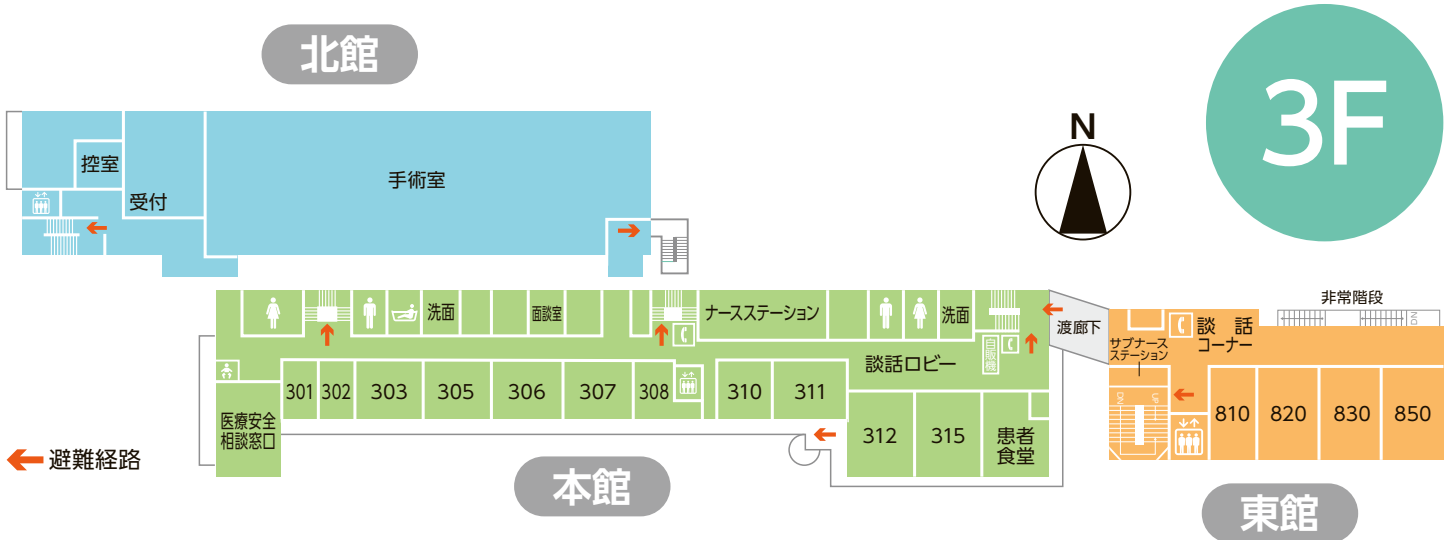 北館
3F
N
控室
受付
手術室
洗面
面談室
ナースステーション
洗面
渡廊下
非常階段
DN
談話
コーナー
サブナース
ステーション
自販機
談話ロビー
301
302
303
305
306
307
308
310
311
医療安全
相談窓口
312
315
患者
食堂
DN
UP
810
820
830
850
避難経路
本館
東館